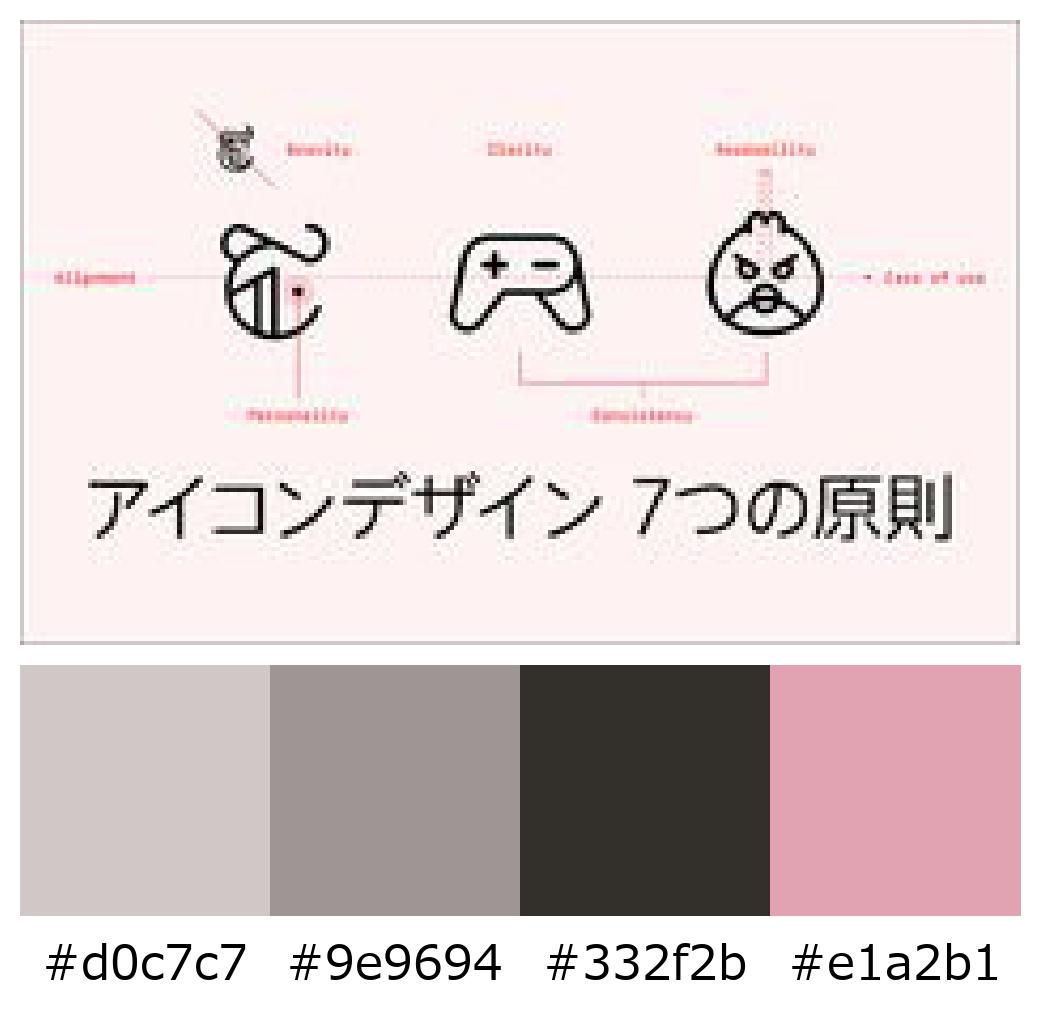 Brevity Clarity Readability
Alignment Ease of use
Personality Consistency
アイコンデザイン 7つの原則
#d0c7c7 #9e9694 #332f2b #e1a2b1